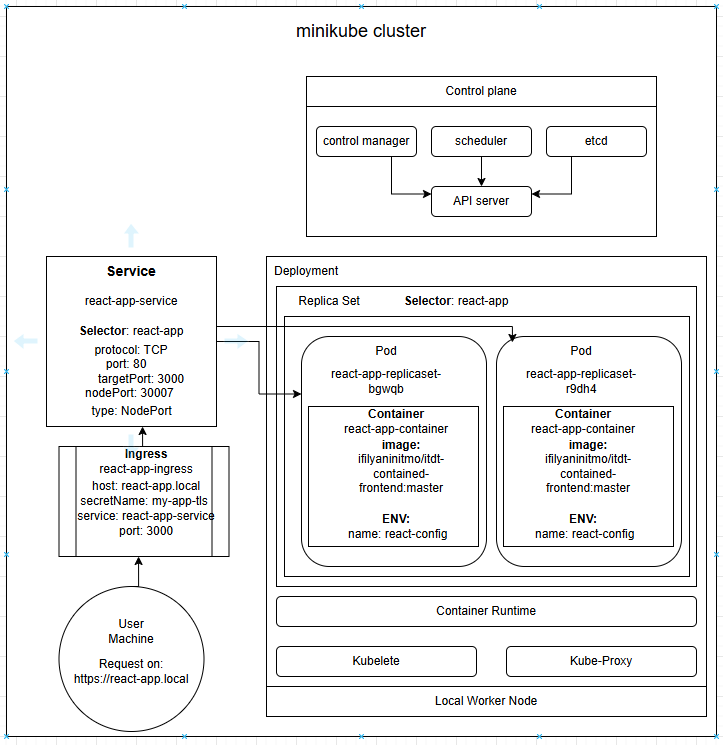 minikube cluster
Control plane
control manager
scheduler
etcd
API server
Service
react-app-service
Selector: react-app
protocol: TCP
port: 80
targetPort: 3000
nodePort: 30007
type: NodePort
Ingress
react-app-ingress
host: react-app.local
secretName: my-app-tls
service: react-app-service
port: 3000
User
Machine
Request on:
https://react-app.local
Deployment
Replica Set
Selector: react-app
Pod
react-app-replicaset-
bgwqb
Container
react-app-container
image:
ifilyaninitmo/itdt-
contained-
frontend:master
ENV:
name: react-config
Pod
react-app-replicaset-
r9dh4
Container
react-app-container
image:
ifilyaninitmo/itdt-
contained-
frontend:master
ENV:
name: react-config
Container Runtime
Kubelete
Kube-Proxy
Local Worker Node